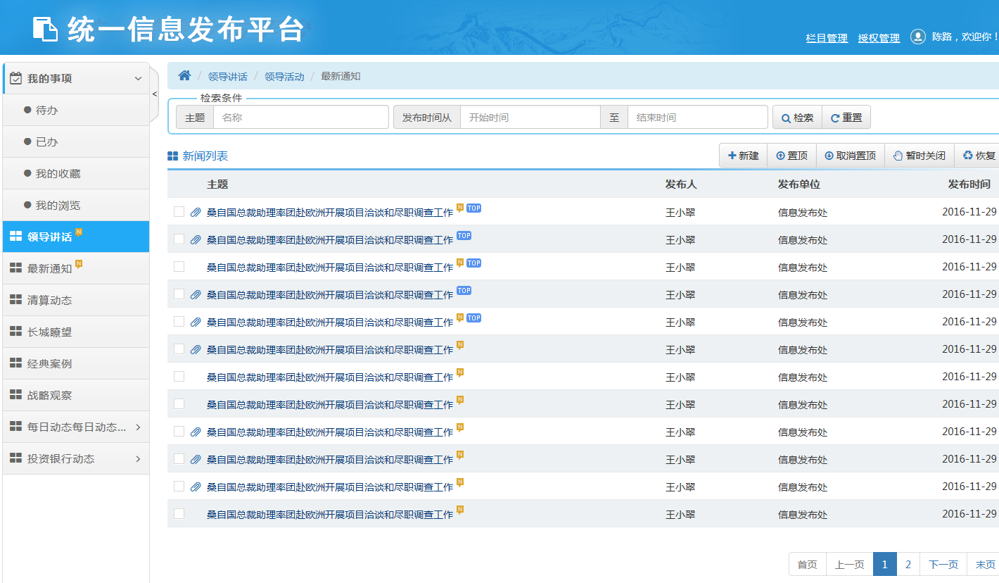 统一信息发布平台
栏目管理 授权管理 陈路，欢迎你！
我的事项
待办
已办
我的收藏
我的浏览
领导讲话 N
最新通知 N
清算动态
长城瞭望
经典案例
战略观察
每日动态每日动态...
投资银行动态
<
/ 领导讲话 / 领导活动 / 最新通知
检索条件
主题 名称 发布时间从 开始时间 至 结束时间 检索 重置
新闻列表 新建 置顶 取消置顶 暂时关闭 恢复
主题 发布人 发布单位 发布时间
桑自国总裁助理率团赴欧洲开展项目洽谈和尽职调查工作 N TOP 王小翠 信息发布处 2016-11-29
桑自国总裁助理率团赴欧洲开展项目洽谈和尽职调查工作 TOP 王小翠 信息发布处 2016-11-29
桑自国总裁助理率团赴欧洲开展项目洽谈和尽职调查工作 N TOP 王小翠 信息发布处 2016-11-29
桑自国总裁助理率团赴欧洲开展项目洽谈和尽职调查工作 TOP 王小翠 信息发布处 2016-11-29
桑自国总裁助理率团赴欧洲开展项目洽谈和尽职调查工作 N TOP 王小翠 信息发布处 2016-11-29
桑自国总裁助理率团赴欧洲开展项目洽谈和尽职调查工作 N 王小翠 信息发布处 2016-11-29
桑自国总裁助理率团赴欧洲开展项目洽谈和尽职调查工作 N 王小翠 信息发布处 2016-11-29
桑自国总裁助理率团赴欧洲开展项目洽谈和尽职调查工作 N 王小翠 信息发布处 2016-11-29
桑自国总裁助理率团赴欧洲开展项目洽谈和尽职调查工作 N 王小翠 信息发布处 2016-11-29
桑自国总裁助理率团赴欧洲开展项目洽谈和尽职调查工作 N 王小翠 信息发布处 2016-11-29
桑自国总裁助理率团赴欧洲开展项目洽谈和尽职调查工作 N 王小翠 信息发布处 2016-11-29
桑自国总裁助理率团赴欧洲开展项目洽谈和尽职调查工作 N 王小翠 信息发布处 2016-11-29
首页 上一页 1 2 下一页 末页